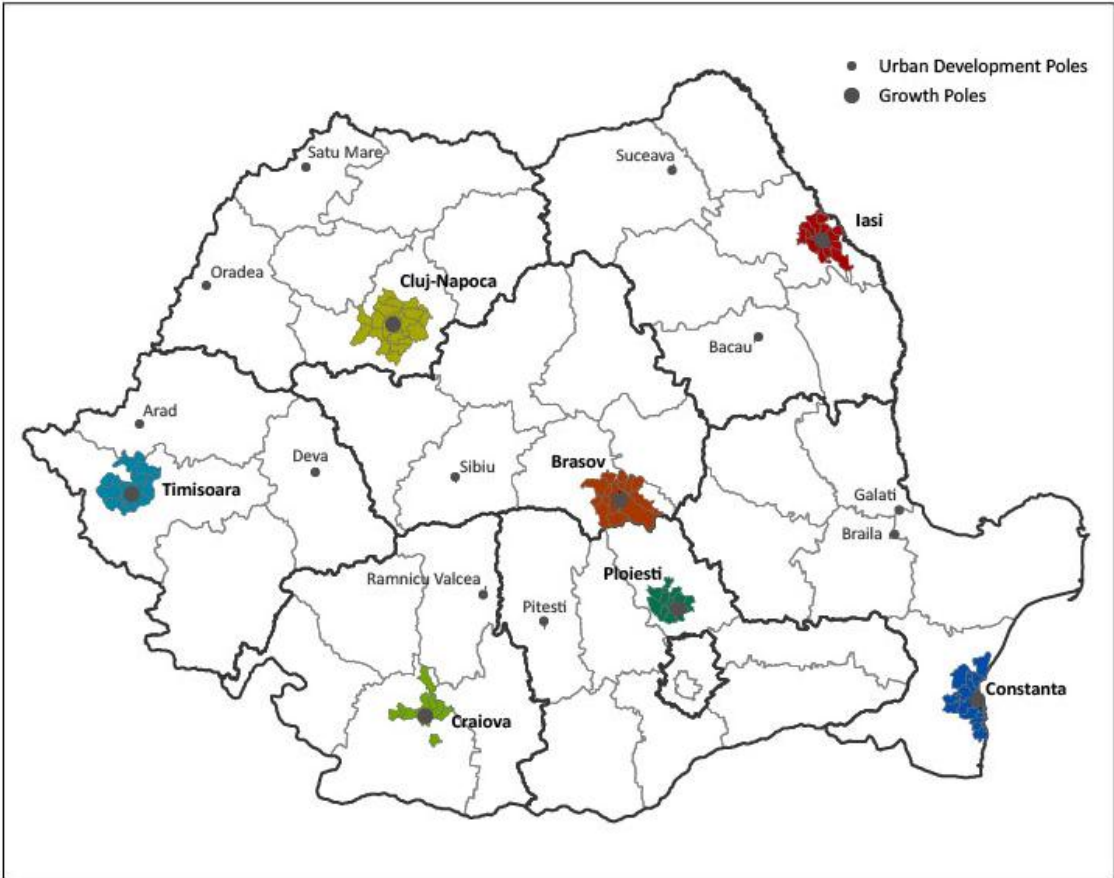 Urban Development Poles
Growth Poles
Satu Mare
Suceava
Iasi
Oradea
Cluj-Napoca
Bacau
Arad
Deva
Sibiu
Brasov
Timisoara
Galati
Braila
Ramnicu Valcea
Ploiesti
Pitesti
Constanta
Craiova